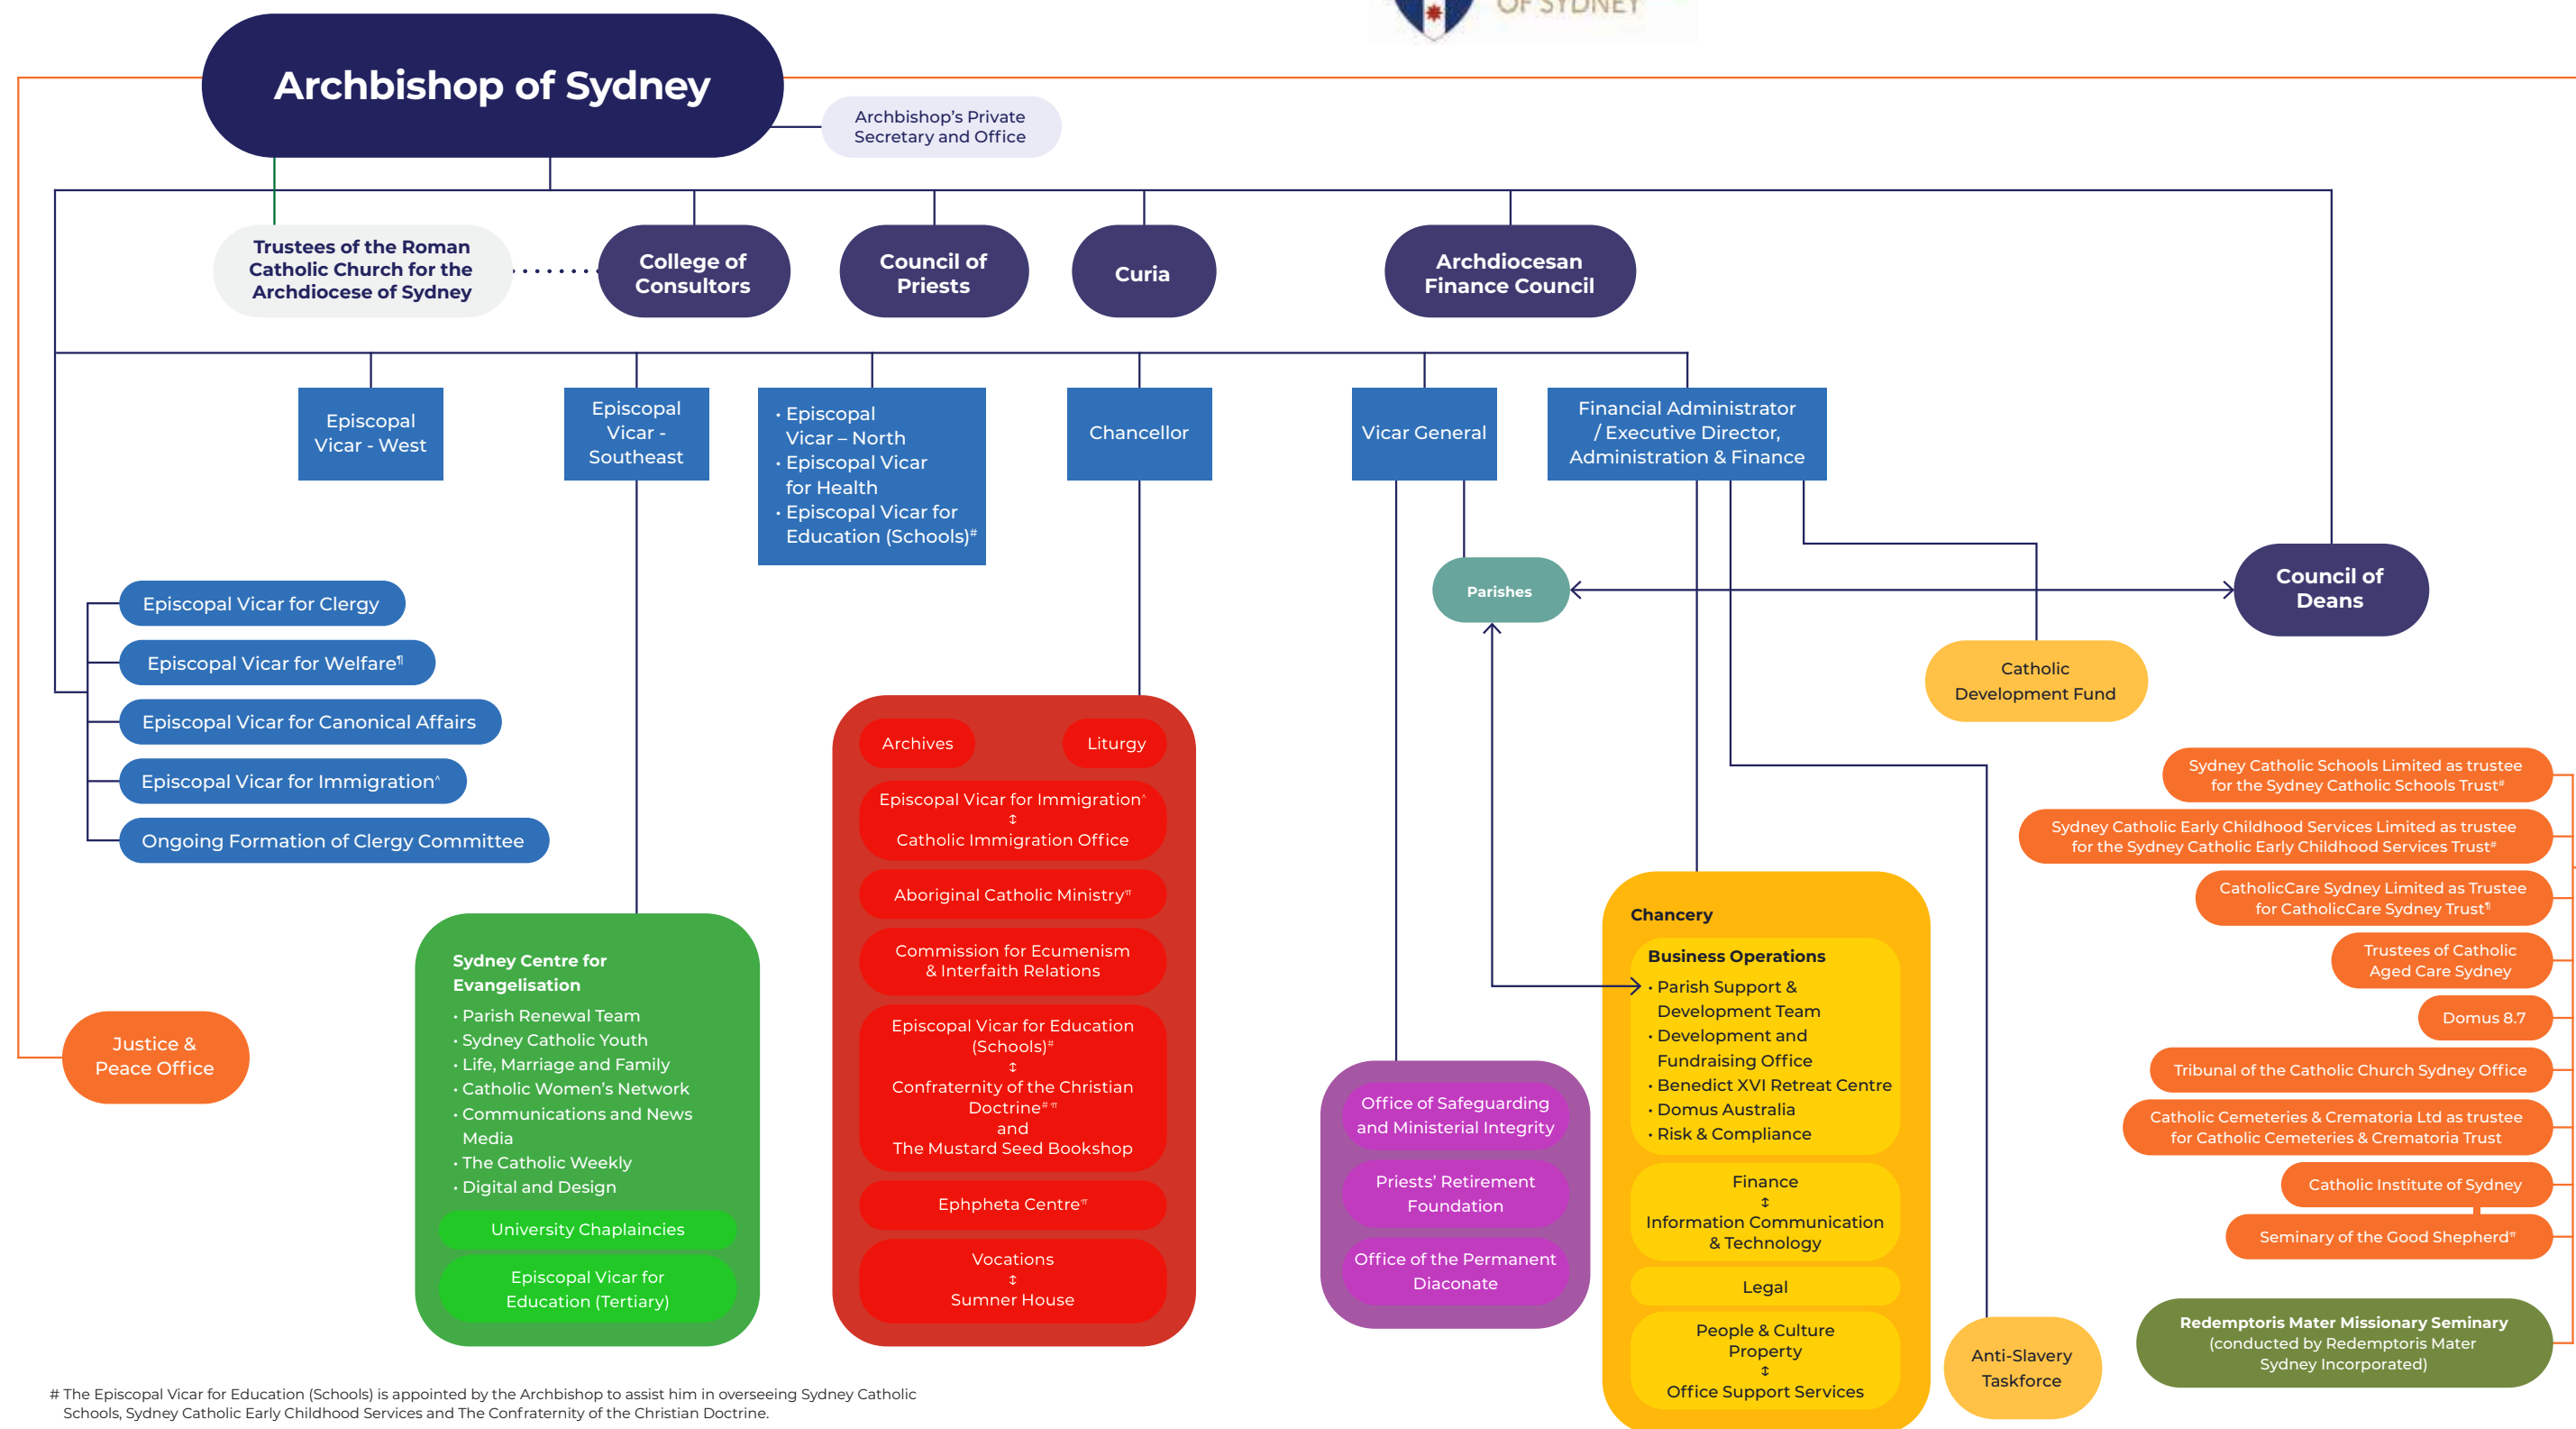 OF SYDNEY
Archbishop of Sydney
Archbishop's Private
Secretary and Office
Trustees of the Roman
Catholic Church for the
Archdiocese of Sydney
College of
Consultors
Council of
Priests
Curia
Archdiocesan
Finance Council
Episcopal
Vicar - West
Episcopal
Vicar -
Southeast
• Episcopal
Vicar – North
• Episcopal Vicar
for Health
• Episcopal Vicar for
Education (Schools)#
Chancellor
Vicar General
Financial Administrator
/ Executive Director,
Administration & Finance
Parishes
Council of
Deans
Episcopal Vicar for Clergy
Episcopal Vicar for Welfare¶
Episcopal Vicar for Canonical Affairs
Episcopal Vicar for Immigration^
Ongoing Formation of Clergy Committee
Catholic
Development Fund
Justice &
Peace Office
Sydney Centre for
Evangelisation
• Parish Renewal Team
• Sydney Catholic Youth
• Life, Marriage and Family
• Catholic Women's Network
• Communications and News
Media
• The Catholic Weekly
• Digital and Design
University Chaplaincies
Episcopal Vicar for
Education (Tertiary)
Archives
Liturgy
Episcopal Vicar for Immigration^
↕
Catholic Immigration Office
Aboriginal Catholic Ministryπ
Commission for Ecumenism
& Interfaith Relations
Episcopal Vicar for Education
(Schools)#
↕
Confraternity of the Christian
Doctrine# π
and
The Mustard Seed Bookshop
Ephpheta Centreπ
Vocations
↕
Sumner House
Office of Safeguarding
and Ministerial Integrity
Priests' Retirement
Foundation
Office of the Permanent
Diaconate
Chancery
Business Operations
• Parish Support &
Development Team
• Development and
Fundraising Office
• Benedict XVI Retreat Centre
• Domus Australia
• Risk & Compliance
Finance
↕
Information Communication
& Technology
Legal
People & Culture
Property
↕
Office Support Services
Anti-Slavery
Taskforce
Sydney Catholic Schools Limited as trustee
for the Sydney Catholic Schools Trust#
Sydney Catholic Early Childhood Services Limited as trustee
for the Sydney Catholic Early Childhood Services Trust#
CatholicCare Sydney Limited as Trustee
for CatholicCare Sydney Trust¶
Trustees of Catholic
Aged Care Sydney
Domus 8.7
Tribunal of the Catholic Church Sydney Office
Catholic Cemeteries & Crematoria Ltd as trustee
for Catholic Cemeteries & Crematoria Trust
Catholic Institute of Sydney
Seminary of the Good Shepherdπ
Redemptoris Mater Missionary Seminary
(conducted by Redemptoris Mater
Sydney Incorporated)
# The Episcopal Vicar for Education (Schools) is appointed by the Archbishop to assist him in overseeing Sydney Catholic
Schools, Sydney Catholic Early Childhood Services and The Confraternity of the Christian Doctrine.